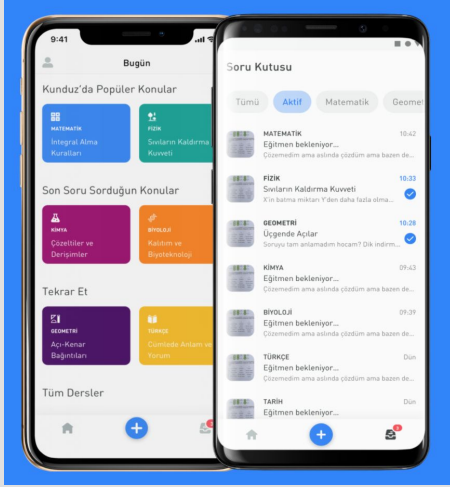 9:41
Bugün
Kunduz'da Popüler Konular
MATEMATİK
İntegral Alma
Kuralları
FİZİK
Sıvıların Kaldırma
Kuvveti
Son Soru Sorduğun Konular
KİMYA
Çözeltiler ve
Derişimler
BİYOLOJİ
Kalıtım ve
Biyoteknoloji
Tekrar Et
GEOMETRİ
Açı-Kenar
Bağıntıları
TÜRKÇE
Cümlede Anlam ve
Yorum
Tüm Dersler
Soru Kutusu
Tümü
Aktif
Matematik
Geomet
MATEMATİK
10:42
Eğitmen bekleniyor...
Çözemedim ama aslında çözdüm ama bazen de...
FİZİK
10:33
Sıvıların Kaldırma Kuvveti
X'in batma miktarı Y'den daha fazla olma...
GEOMETRİ
10:28
Üçgende Açılar
Soruyu tam anlamadım hocam? Dik indirm...
KİMYA
09:43
Eğitmen bekleniyor...
Çözemedim ama aslında çözdüm ama bazen de...
BİYOLOJİ
09:39
Eğitmen bekleniyor...
Çözemedim ama aslında çözdüm ama bazen de...
TÜRKÇE
Dün
Eğitmen bekleniyor...
Çözemedim ama aslında çözdüm ama bazen de...
TARİH
Dün
Eğitmen bekleniyor...
3